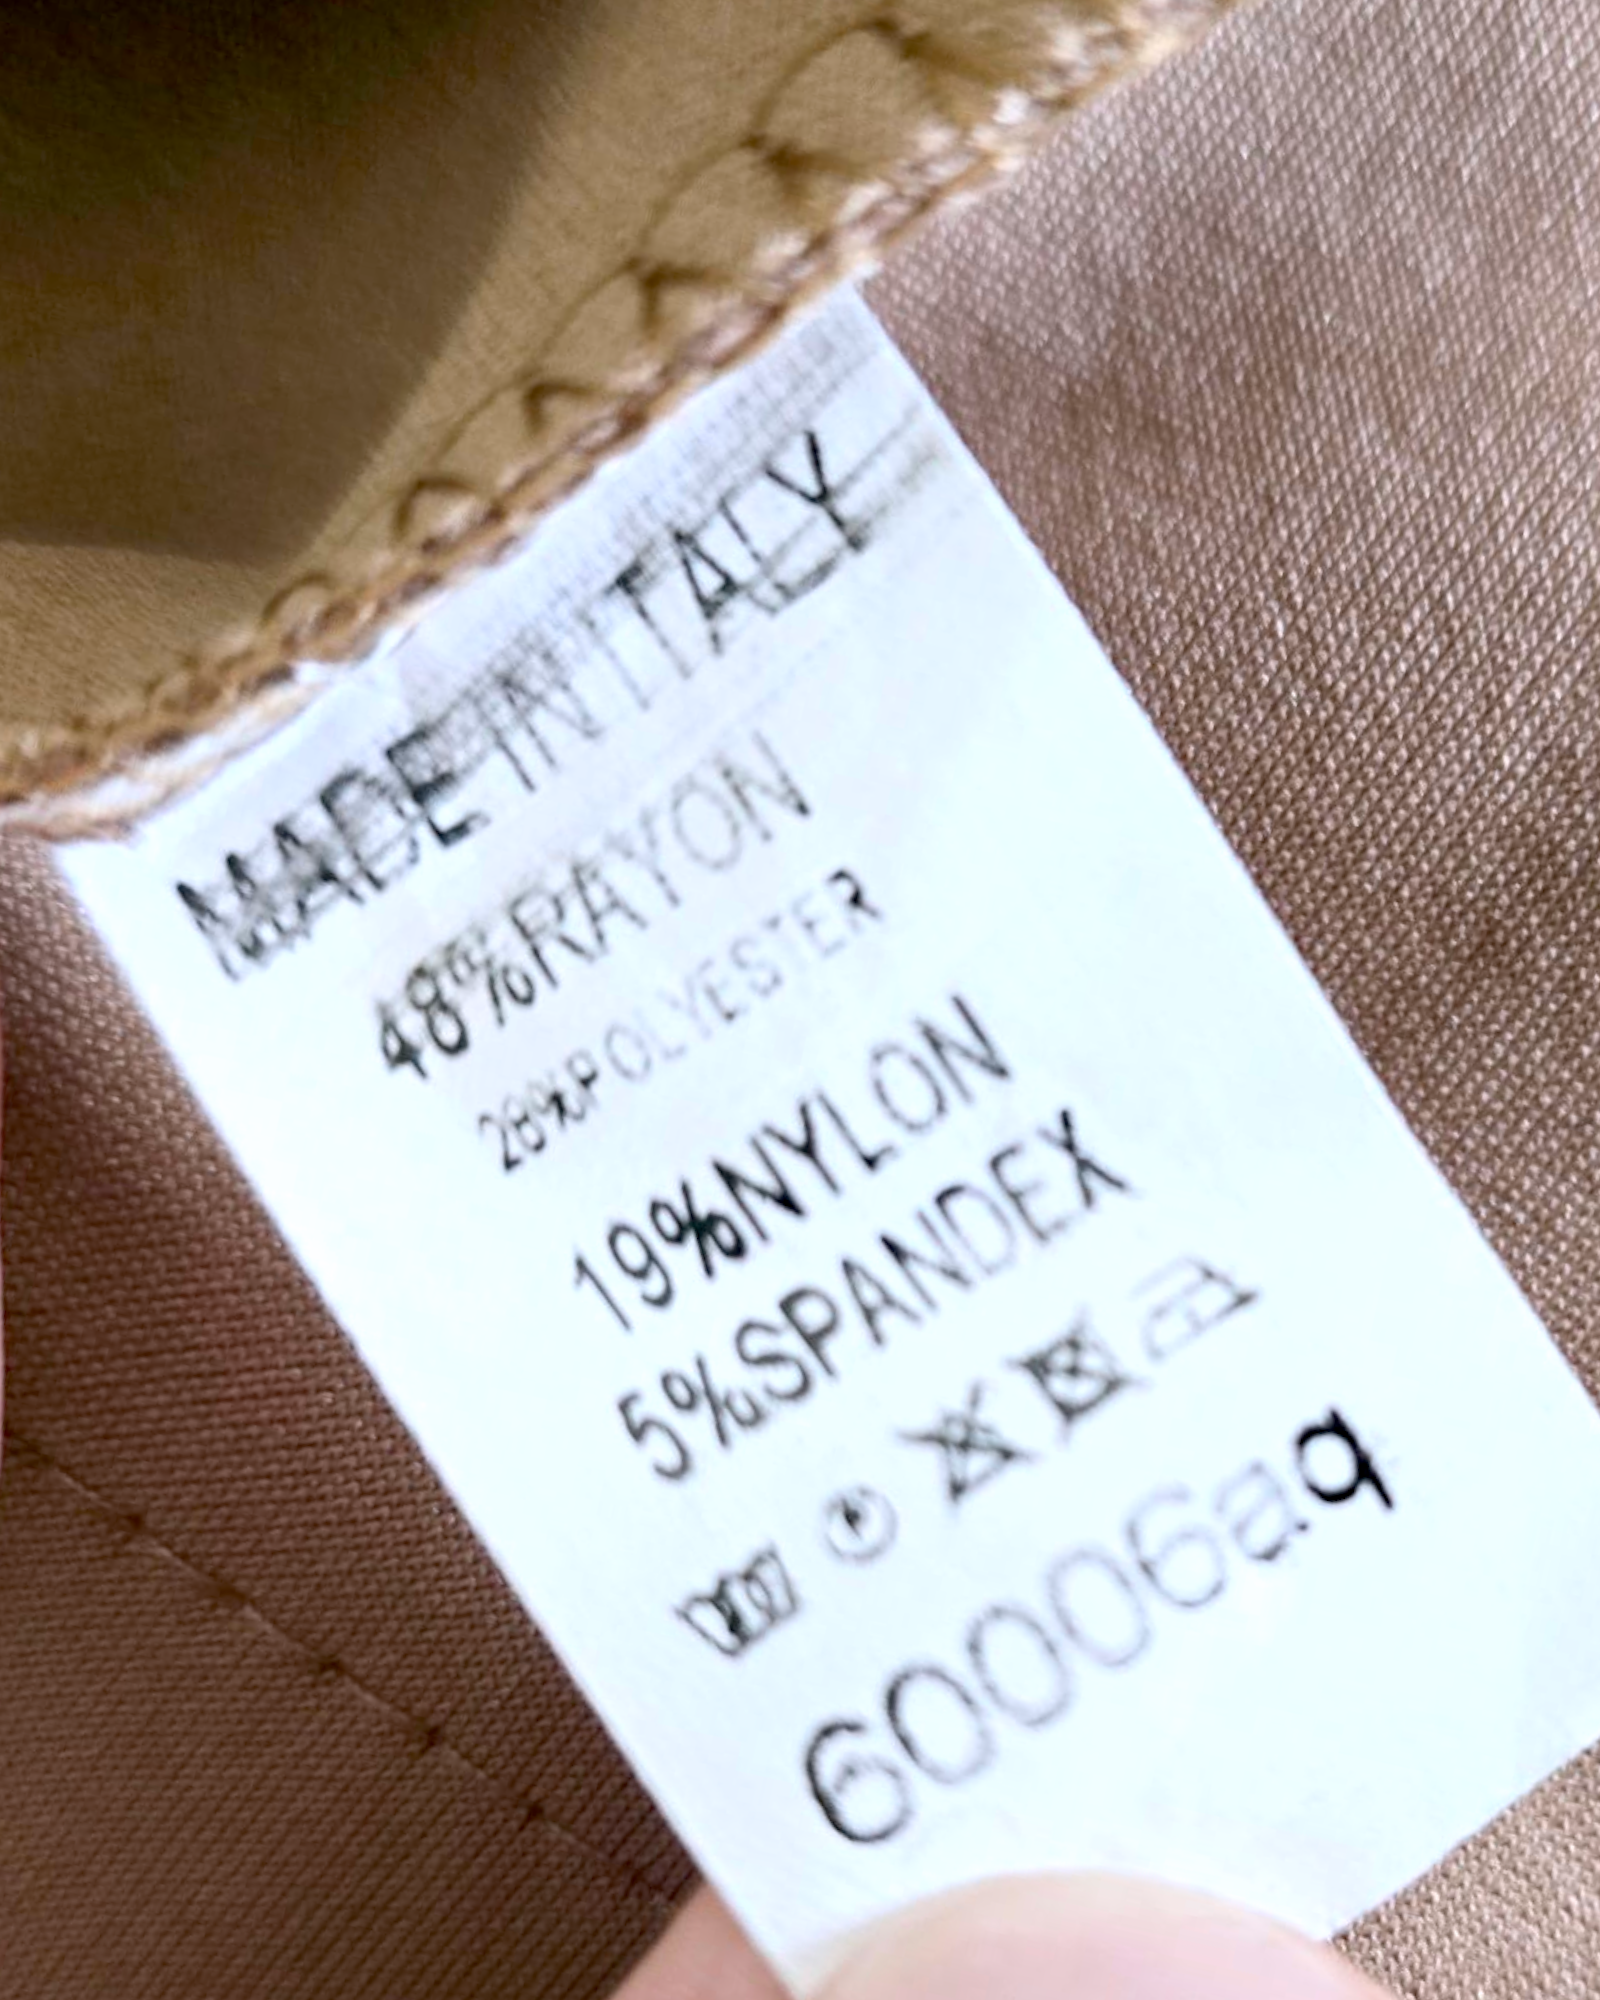 MADE IN ITALY
48%RAYON
28%POLYESTER
19%NYLON
5%SPANDEX
60006aq